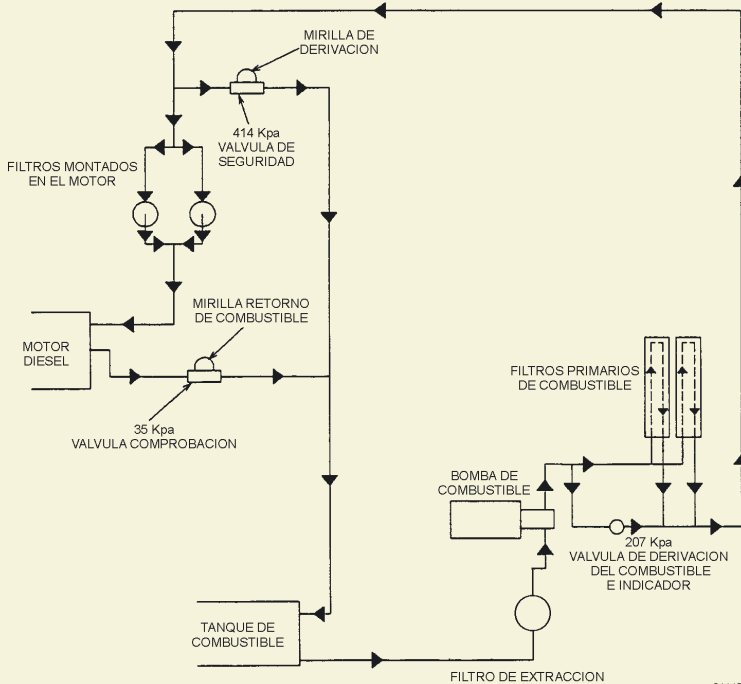 MIRILLA DE
DERIVACION
414 Kpa
VALVULA DE
SEGURIDAD
FILTROS MONTADOS
EN EL MOTOR
MIRILLA RETORNO
DE COMBUSTIBLE
MOTOR
DIESEL
35 Kpa
VALVULA COMPROBACION
FILTROS PRIMARIOS
DE COMBUSTIBLE
BOMBA DE
COMBUSTIBLE
207 Kpa
VALVULA DE DERIVACION
DEL COMBUSTIBLE
E INDICADOR
TANQUE DE
COMBUSTIBLE
FILTRO DE EXTRACCION